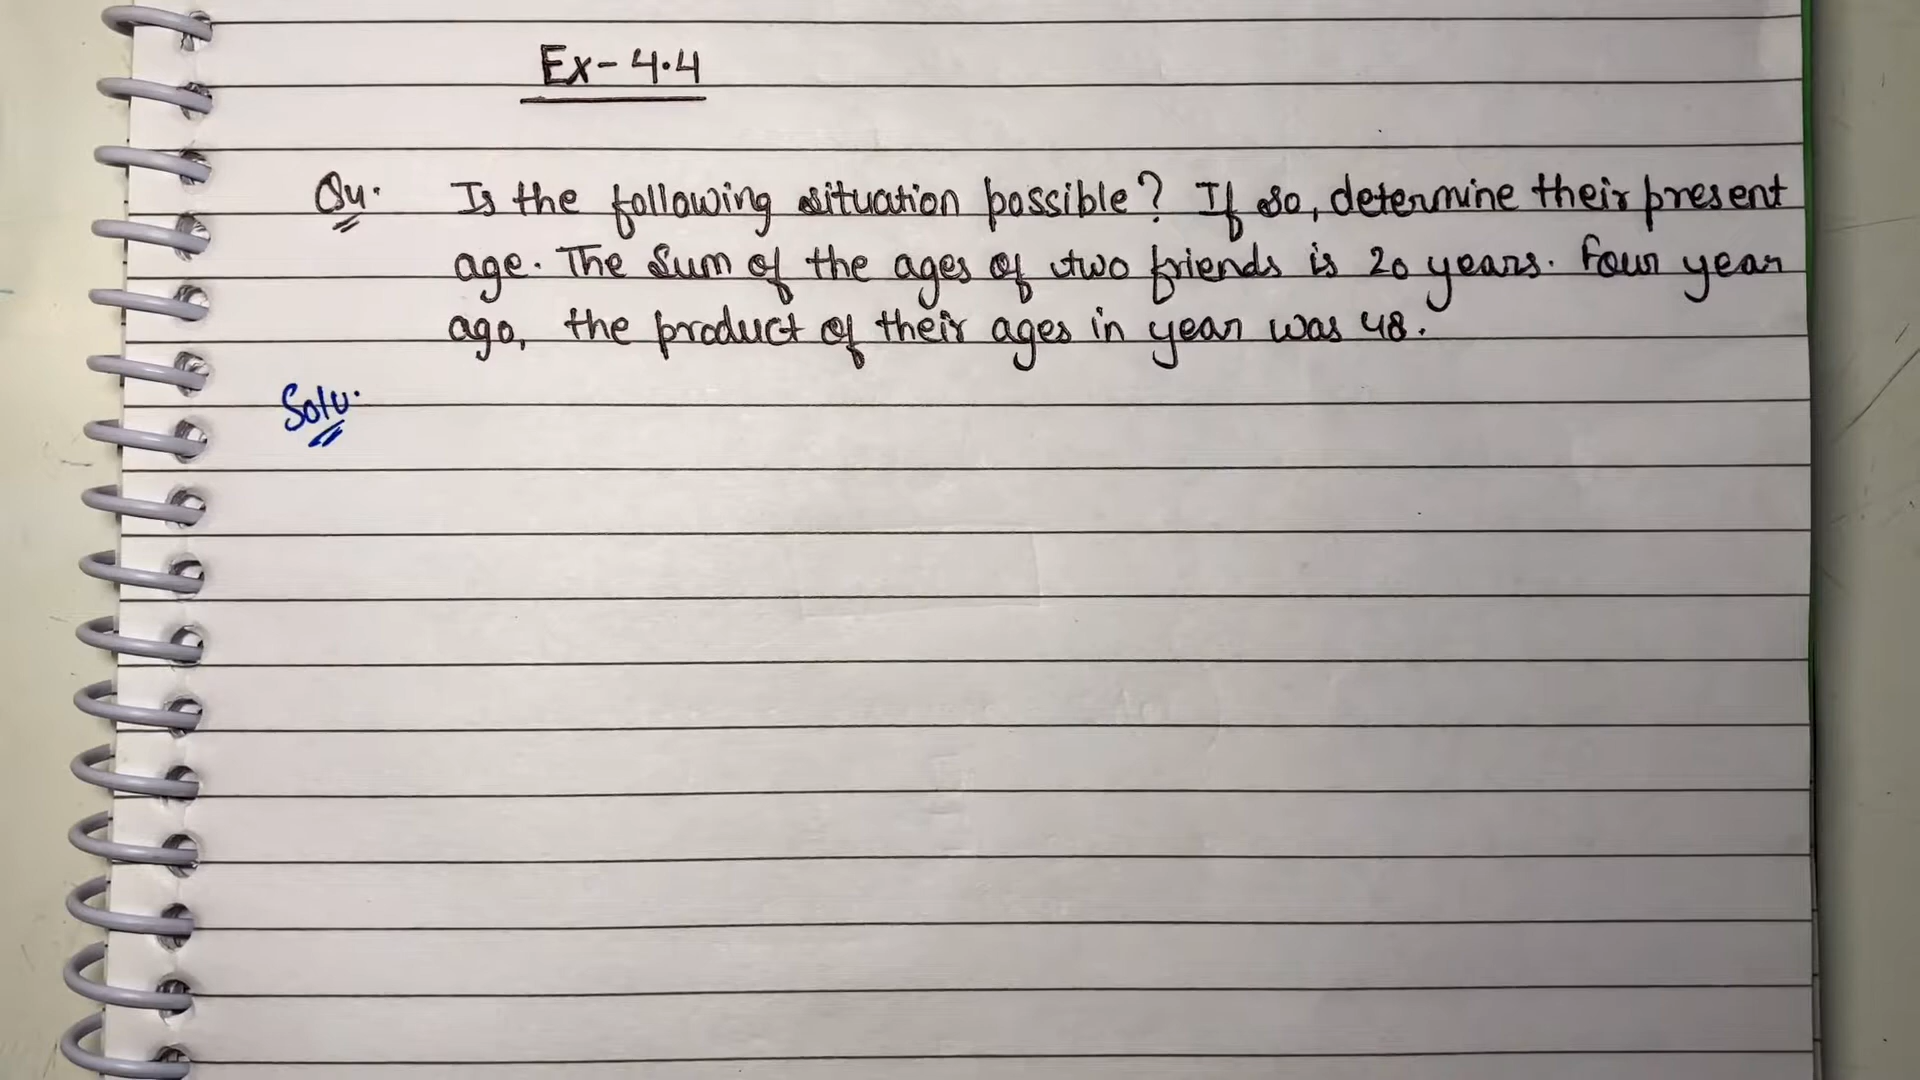 Ex-4.4
Q4. Is the following situation possible? If so, determine their present
age. The Sum of the ages of two friends is 20 years. Four year
ago, the product of their ages in year was 48.
Solu.